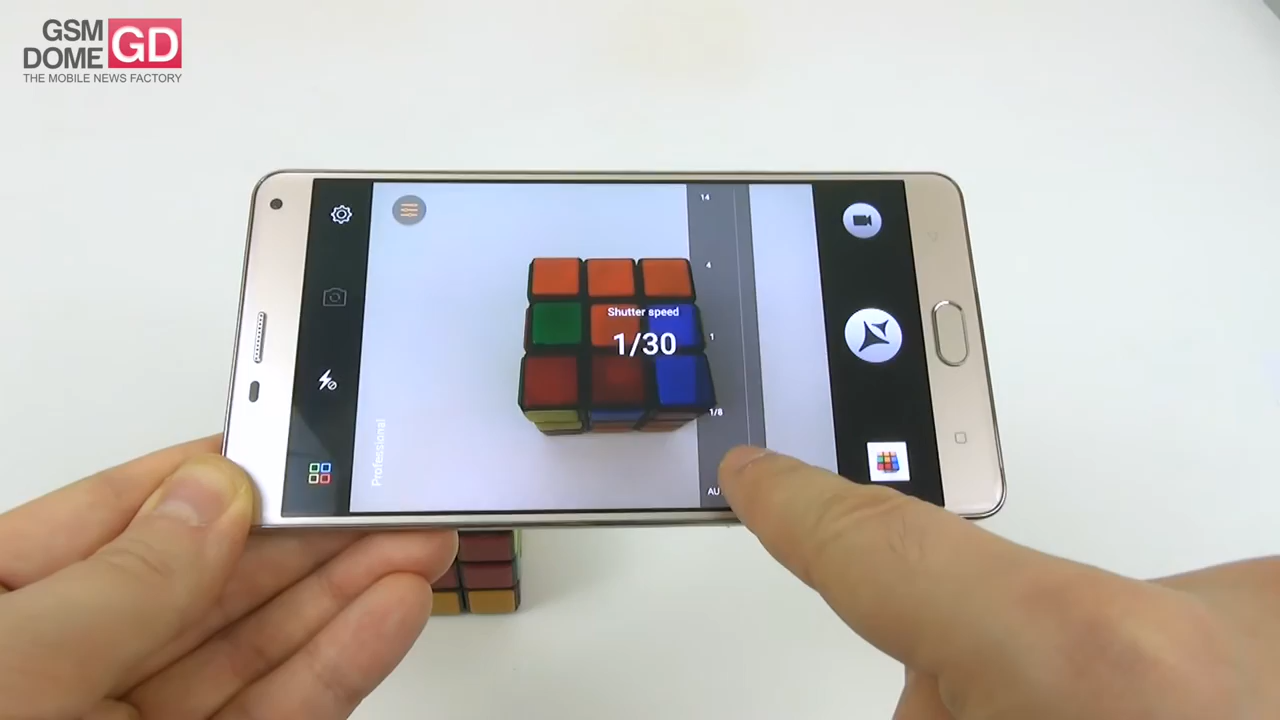 GSM
DOME GD
THE MOBILE NEWS FACTORY
14
4
Shutter speed
1/30
1
1/8
Professional
AU